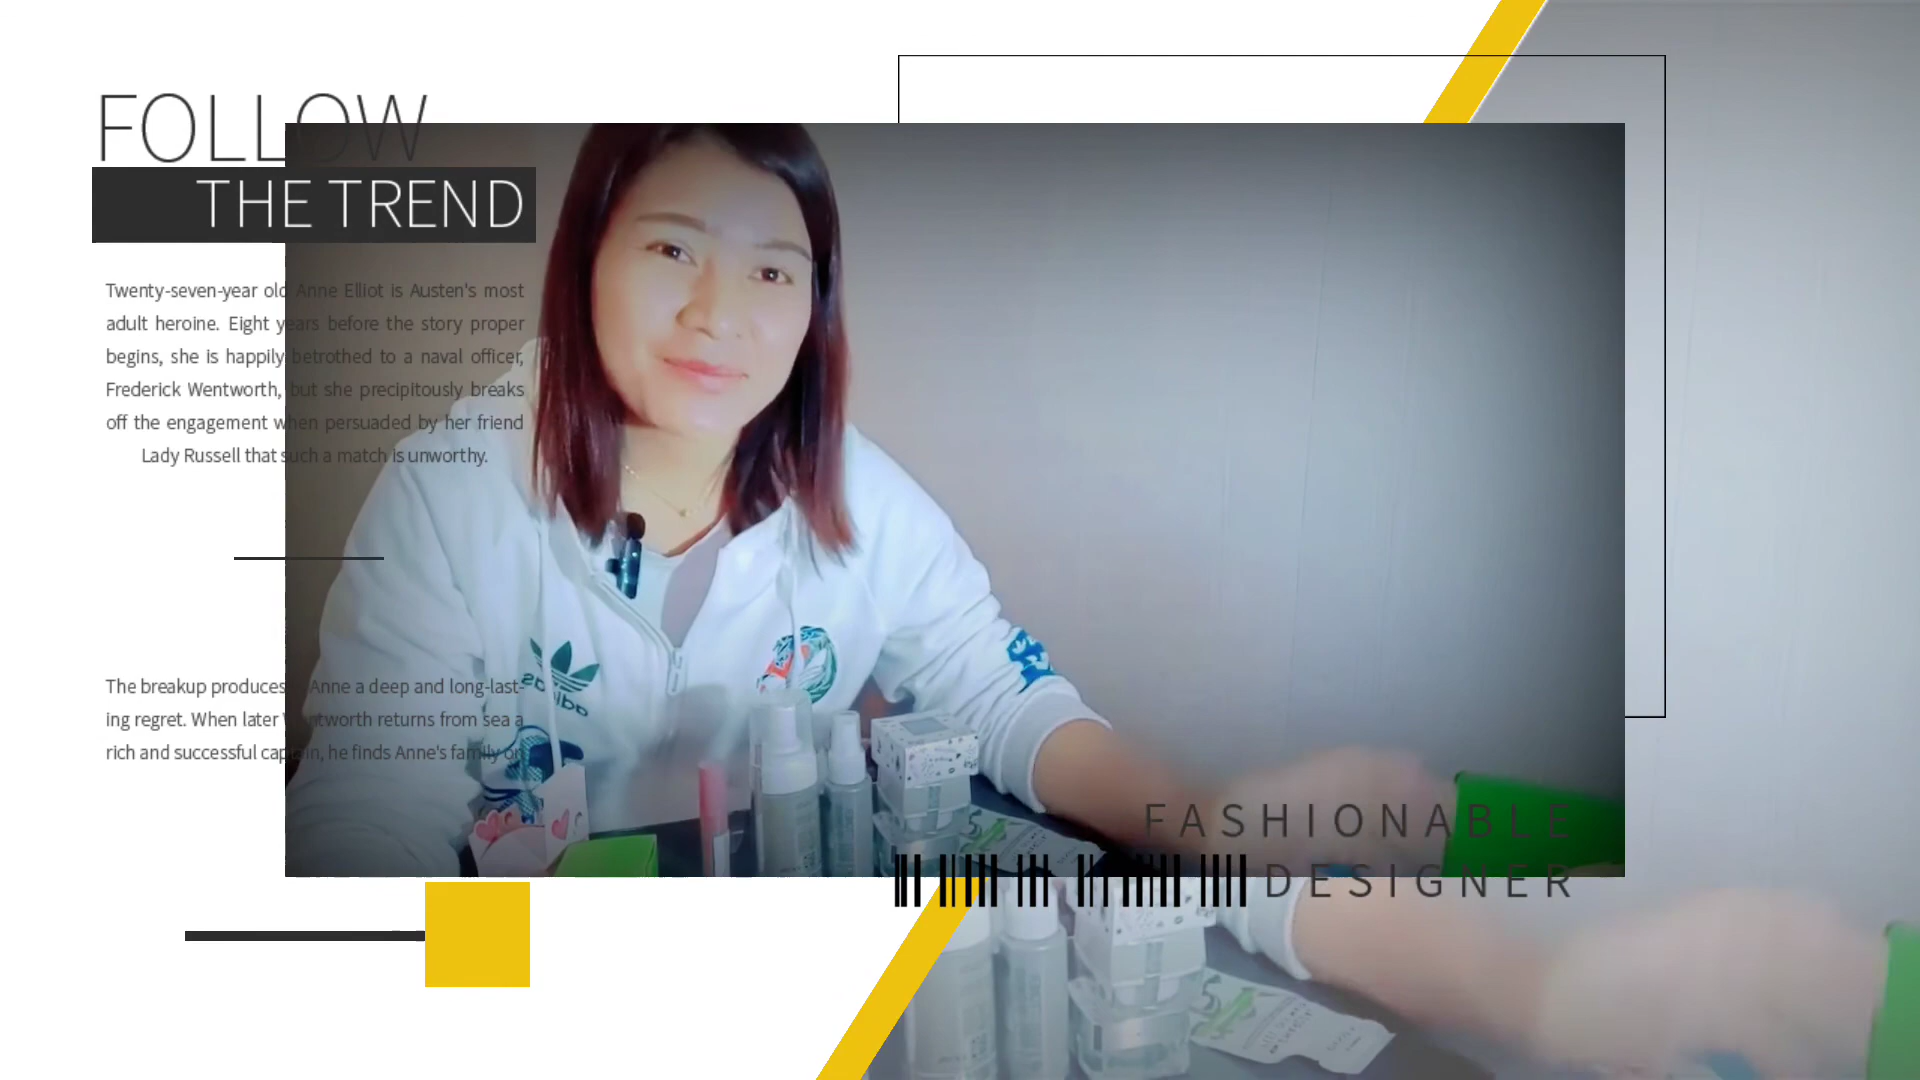 FOLLOW
THE TREND
Twenty-seven-year old Anne Elliot is Austen's most
adult heroine. Eight years before the story proper
begins, she is happily betrothed to a naval officer,
Frederick Wentworth, but she precipitously breaks
off the engagement when persuaded by her friend
Lady Russell that such a match is unworthy.
adidas
The breakup produces in Anne a deep and long-last-
ing regret. When later Wentworth returns from sea a
rich and successful captain, he finds Anne's family on
FASHIONABLE
DESIGNER